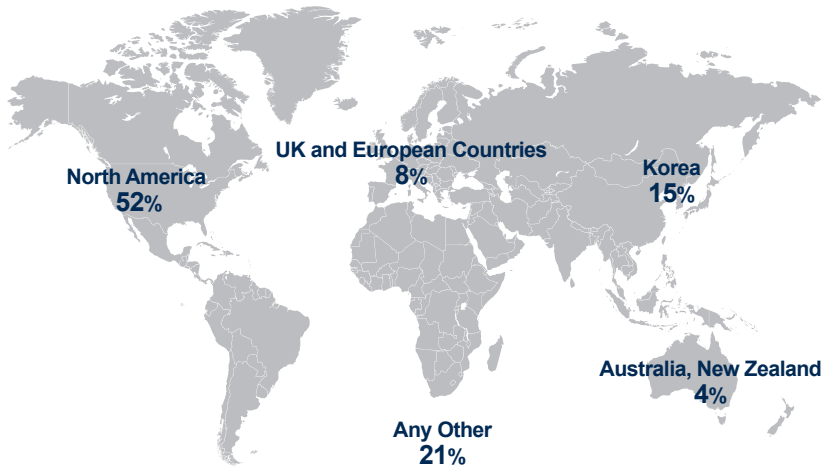 UK and European Countries
8%
North America
52%
Korea
15%
Australia, New Zealand
4%
Any Other
21%